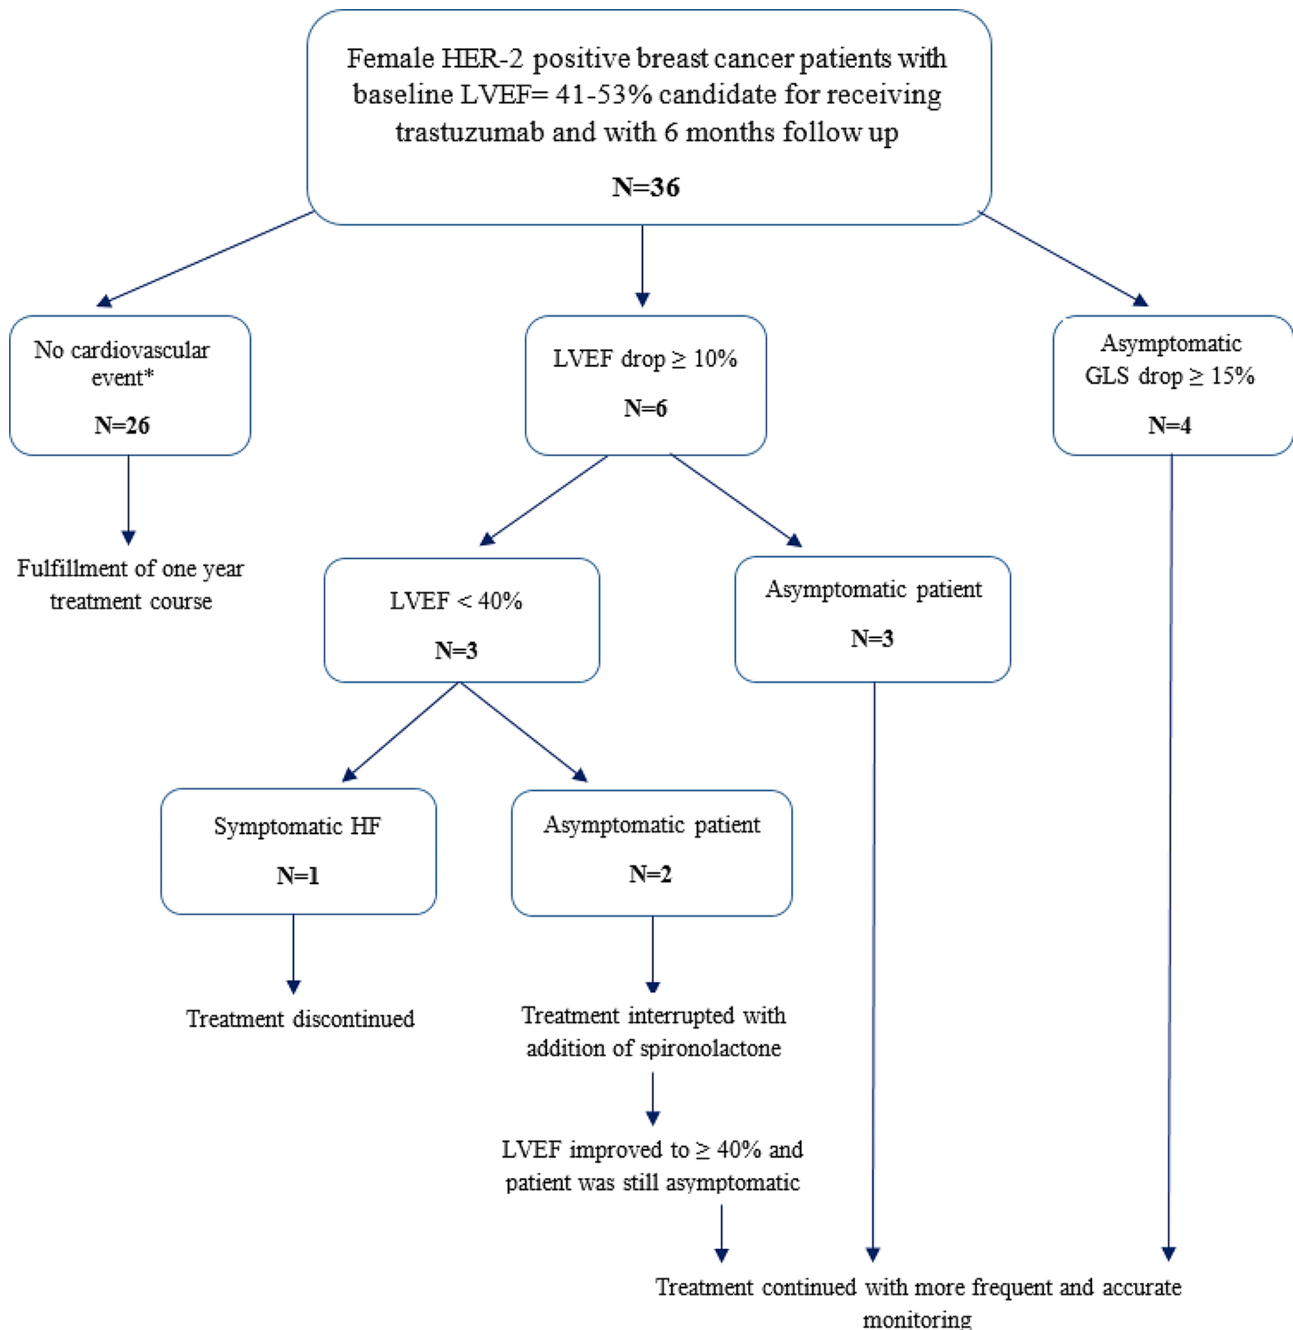 Female HER-2 positive breast cancer patients with
baseline LVEF= 41-53% candidate for receiving
trastuzumab and with 6 months follow up
N=36
No cardiovascular
event*
N=26
LVEF drop ≥ 10%
N=6
Asymptomatic
GLS drop ≥ 15%
N=4
Fulfillment of one year
treatment course
LVEF < 40%
N=3
Asymptomatic patient
N=3
Symptomatic HF
N=1
Asymptomatic patient
N=2
Treatment discontinued
Treatment interrupted with
addition of spironolactone
LVEF improved to ≥ 40% and
patient was still asymptomatic
Treatment continued with more frequent and accurate
monitoring